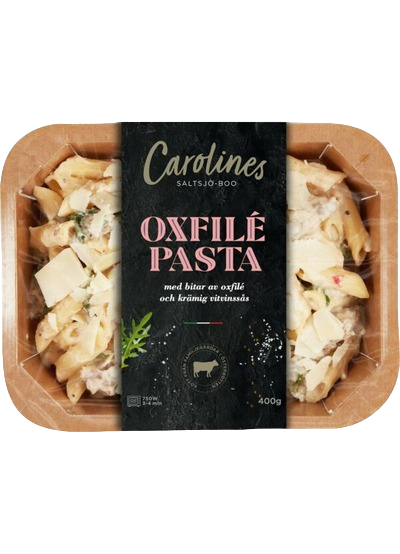 Carolines
SALTSJÖ-BOO
OXFILÉ
PASTA
med bitar av oxfilé
och krämig vitvinssås
750W
3-4 min
400g